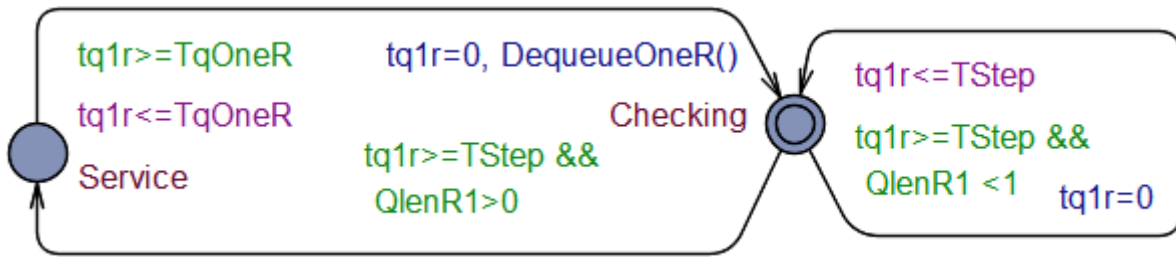 tq1r>=TqOneR
tq1r=0, DequeueOneR()
tq1r<=TqOneR
Checking
Service
tq1r>=TStep &&
QlenR1>0
tq1r<=TStep
tq1r>=TStep &&
QlenR1 <1
tq1r=0